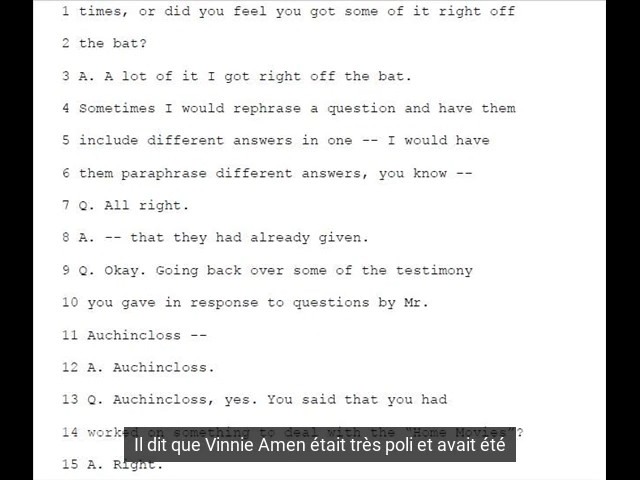 1 times, or did you feel you got some of it right off
2 the bat?
3 A. A lot of it I got right off the bat.
4 Sometimes I would rephrase a question and have them
5 include different answers in one -- I would have
6 them paraphrase different answers, you know --
7 Q. All right.
8 A. -- that they had already given.
9 Q. Okay. Going back over some of the testimony
10 you gave in response to questions by Mr.
11 Auchincloss --
12 A. Auchincloss.
13 Q. Auchincloss, yes. You said that you had
14 worked on something to deal with the "Home Movies"?
Il dit que Vinnie Amen était très poli et avait été
15 A. Right.